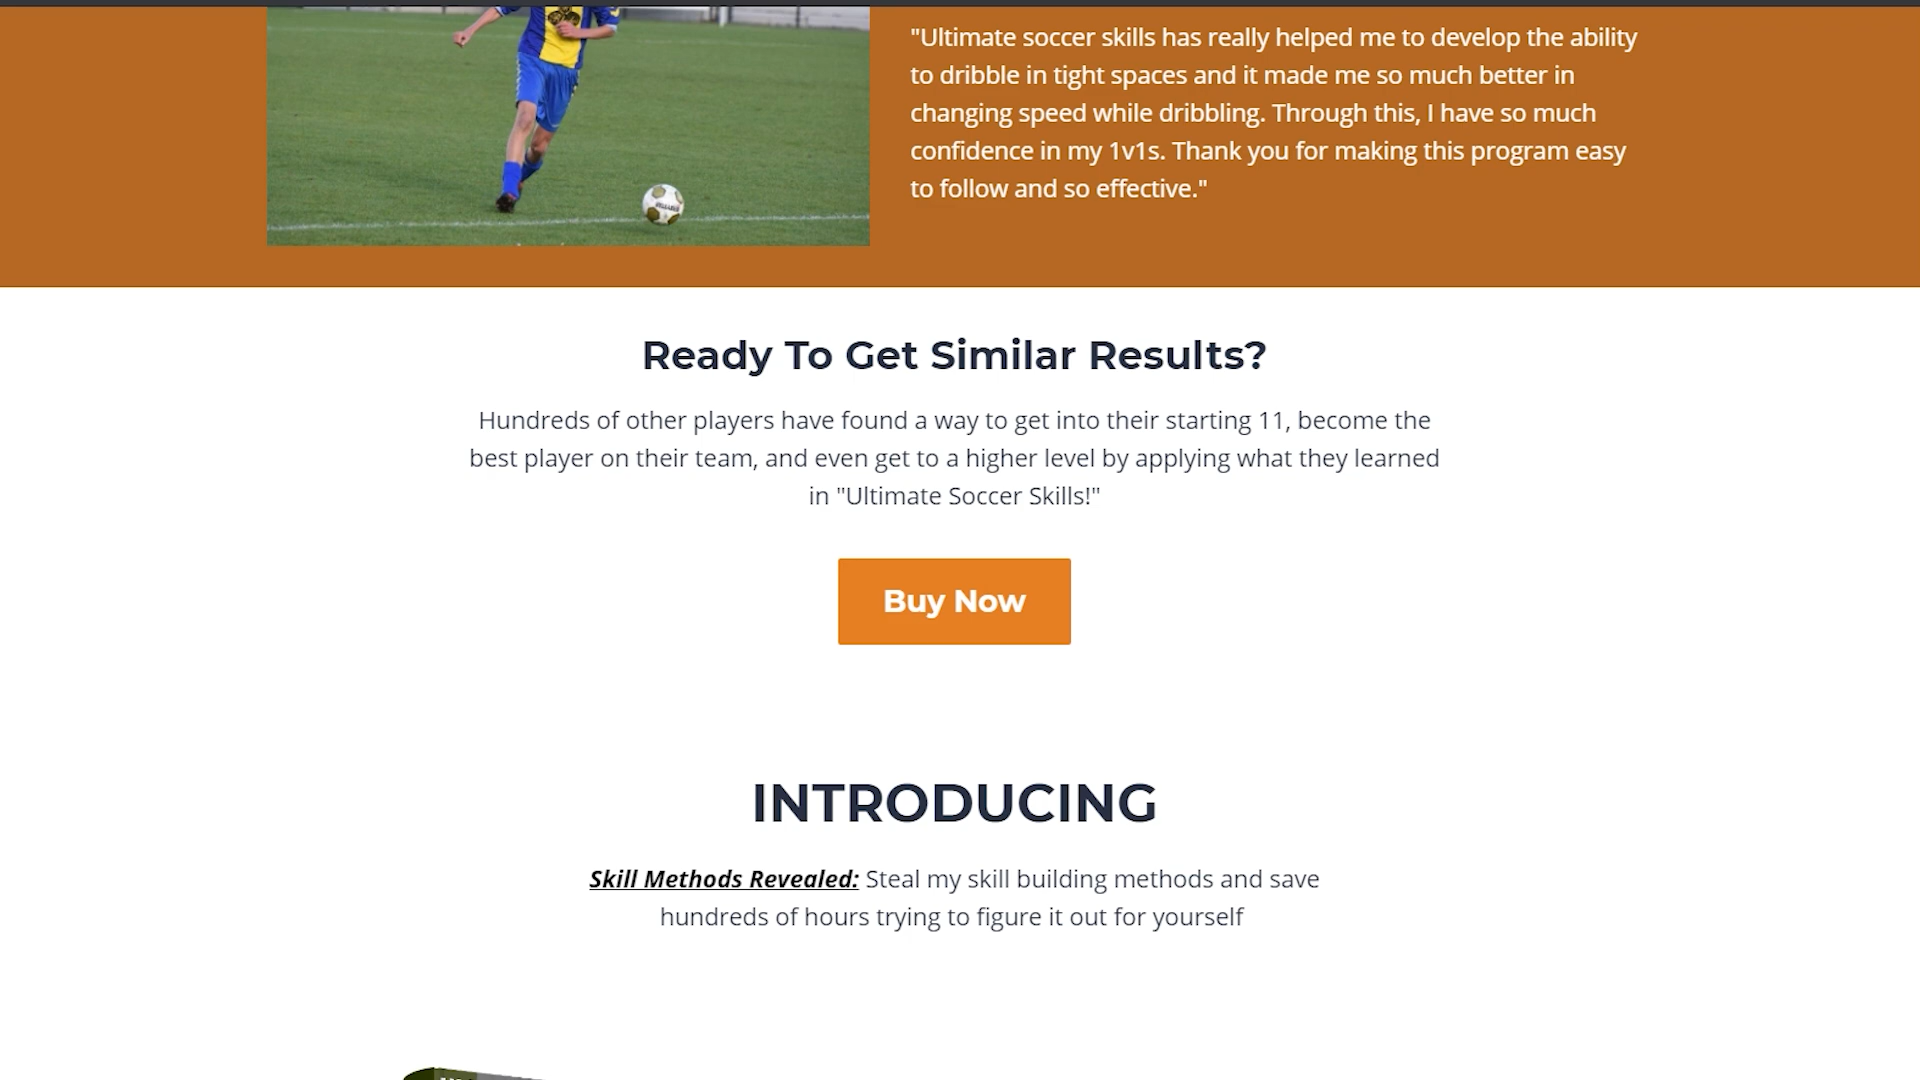 "Ultimate soccer skills has really helped me to develop the ability
to dribble in tight spaces and it made me so much better in
changing speed while dribbling. Through this, I have so much
confidence in my 1v1s. Thank you for making this program easy
to follow and so effective."
Ready To Get Similar Results?
Hundreds of other players have found a way to get into their starting 11, become the
best player on their team, and even get to a higher level by applying what they learned
in "Ultimate Soccer Skills!"
Buy Now
INTRODUCING
Skill Methods Revealed: Steal my skill building methods and save
hundreds of hours trying to figure it out for yourself